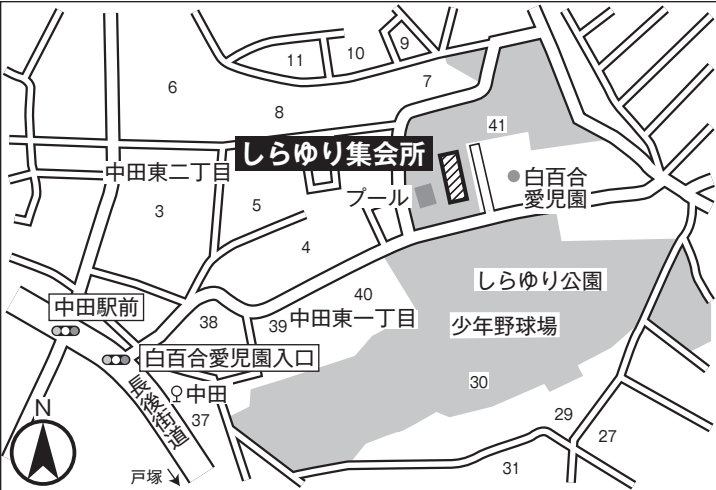 9
10
11
7
6
8
41
しらゆり集会所
中田東二丁目
白百合
愛児園
プール
3
5
4
しらゆり公園
40
中田駅前
38
39
中田東一丁目
少年野球場
白百合愛児園入口
30
中田
37
長後街道
29
27
N
31
戸塚